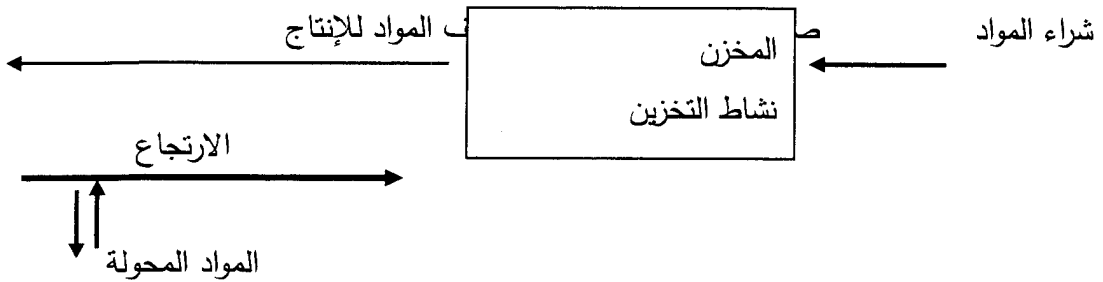 شراء المواد
ص ف المواد للإنتاج
المخزن
نشاط التخزين
الارتجاع
المواد المحولة